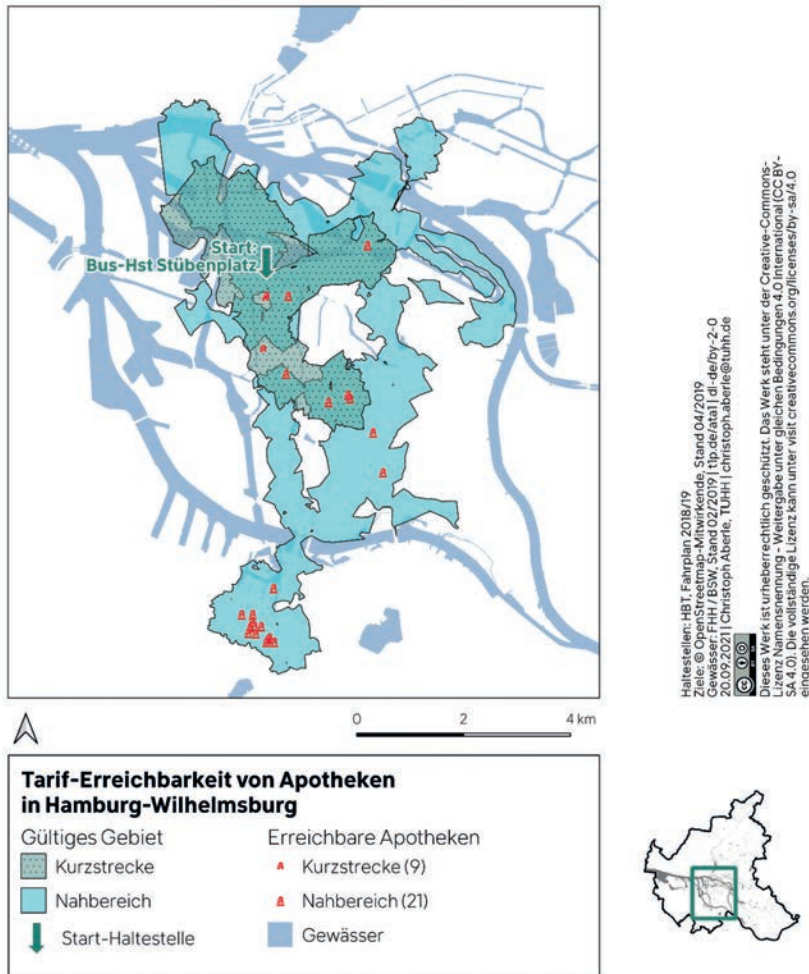 Start:
Bus-Hst Stübenplatz
0 2 4 km
Tarif-Erreichbarkeit von Apotheken
in Hamburg-Wilhelmsburg
Gültiges Gebiet
Kurzstrecke
Nahbereich
Start-Haltestelle
Erreichbare Apotheken
Kurzstrecke (9)
Nahbereich (21)
Gewässer
Haltestellen: HBT, Fahrplan 2018/19
Ziele: © OpenStreetmap-Mitwirkende, Stand 04/2019
Gewässer: FHH / BSW, Stand 02/2019 | t1p.de/ata1 | dl-de/by-2-0
20.09.2021 | Christoph Aberle, TUHH | christoph.aberle@tuhh.de
cc BY SA
Dieses Werk ist urheberrechtlich geschützt. Das Werk steht unter der Creative-Commons-
Lizenz Namensnennung - Weitergabe unter gleichen Bedingungen 4.0 International (CC BY-
SA 4.0). Die vollständige Lizenz kann unter visit creativecommons.org/licenses/by-sa/4.0
eingesehen werden.